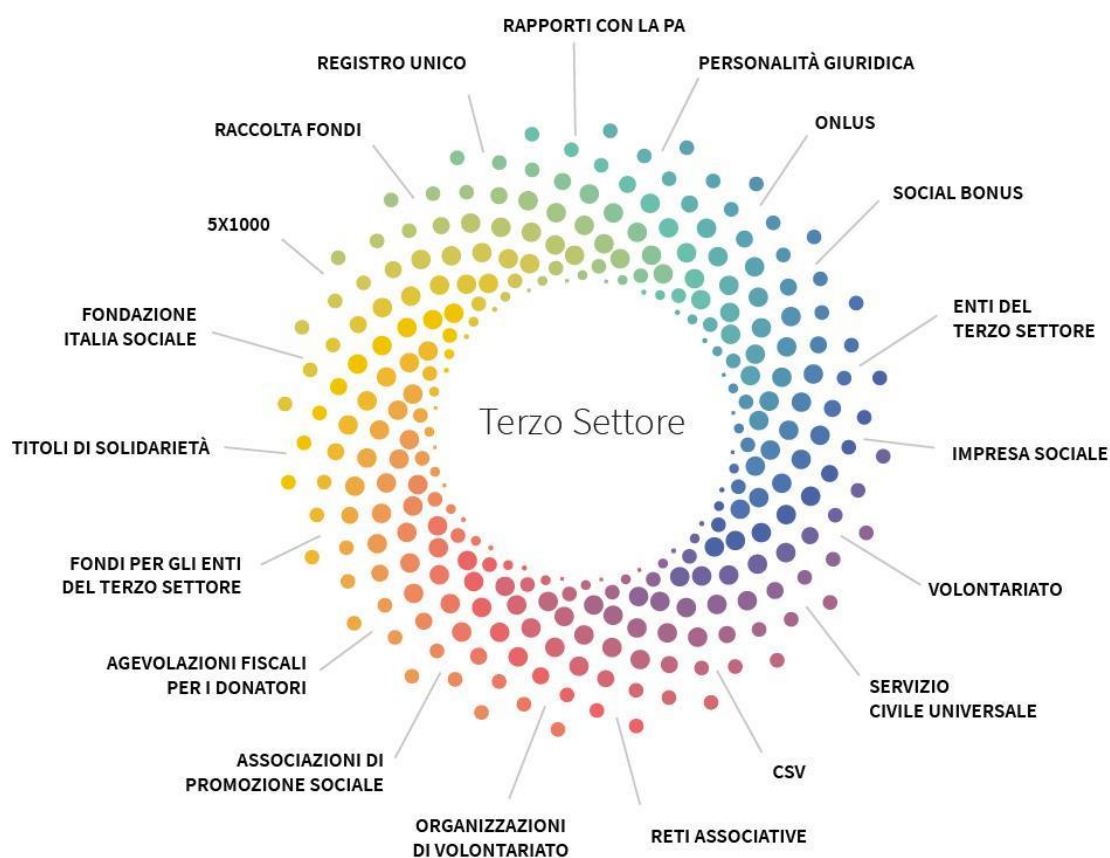 RAPPORTI CON LA PA
PERSONALITÀ GIURIDICA
ONLUS
SOCIAL BONUS
ENTI DEL
TERZO SETTORE
IMPRESA SOCIALE
VOLONTARIATO
SERVIZIO
CIVILE UNIVERSALE
CSV
RETI ASSOCIATIVE
ORGANIZZAZIONI
DI VOLONTARIATO
ASSOCIAZIONI DI
PROMOZIONE SOCIALE
AGEVOLAZIONI FISCALI
PER I DONATORI
FONDI PER GLI ENTI
DEL TERZO SETTORE
TITOLI DI SOLIDARIETÀ
FONDAZIONE
ITALIA SOCIALE
5X1000
RACCOLTA FONDI
REGISTRO UNICO
Terzo Settore